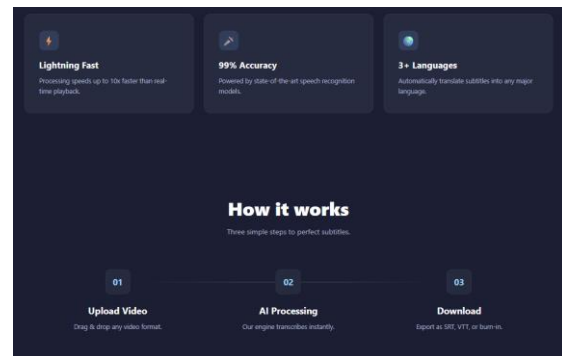 Lightning Fast
Processing speeds up to 10x faster than real-
time playback.
99% Accuracy
Powered by state-of-the-art speech recognition
models.
3+ Languages
Automatically translate subtitles into any major
language.
How it works
Three simple steps to perfect subtitles.
01
Upload Video
Drag & drop any video format.
02
AI Processing
Our engine transcribes instantly.
03
Download
Export as SRT, VTT, or burn-in.